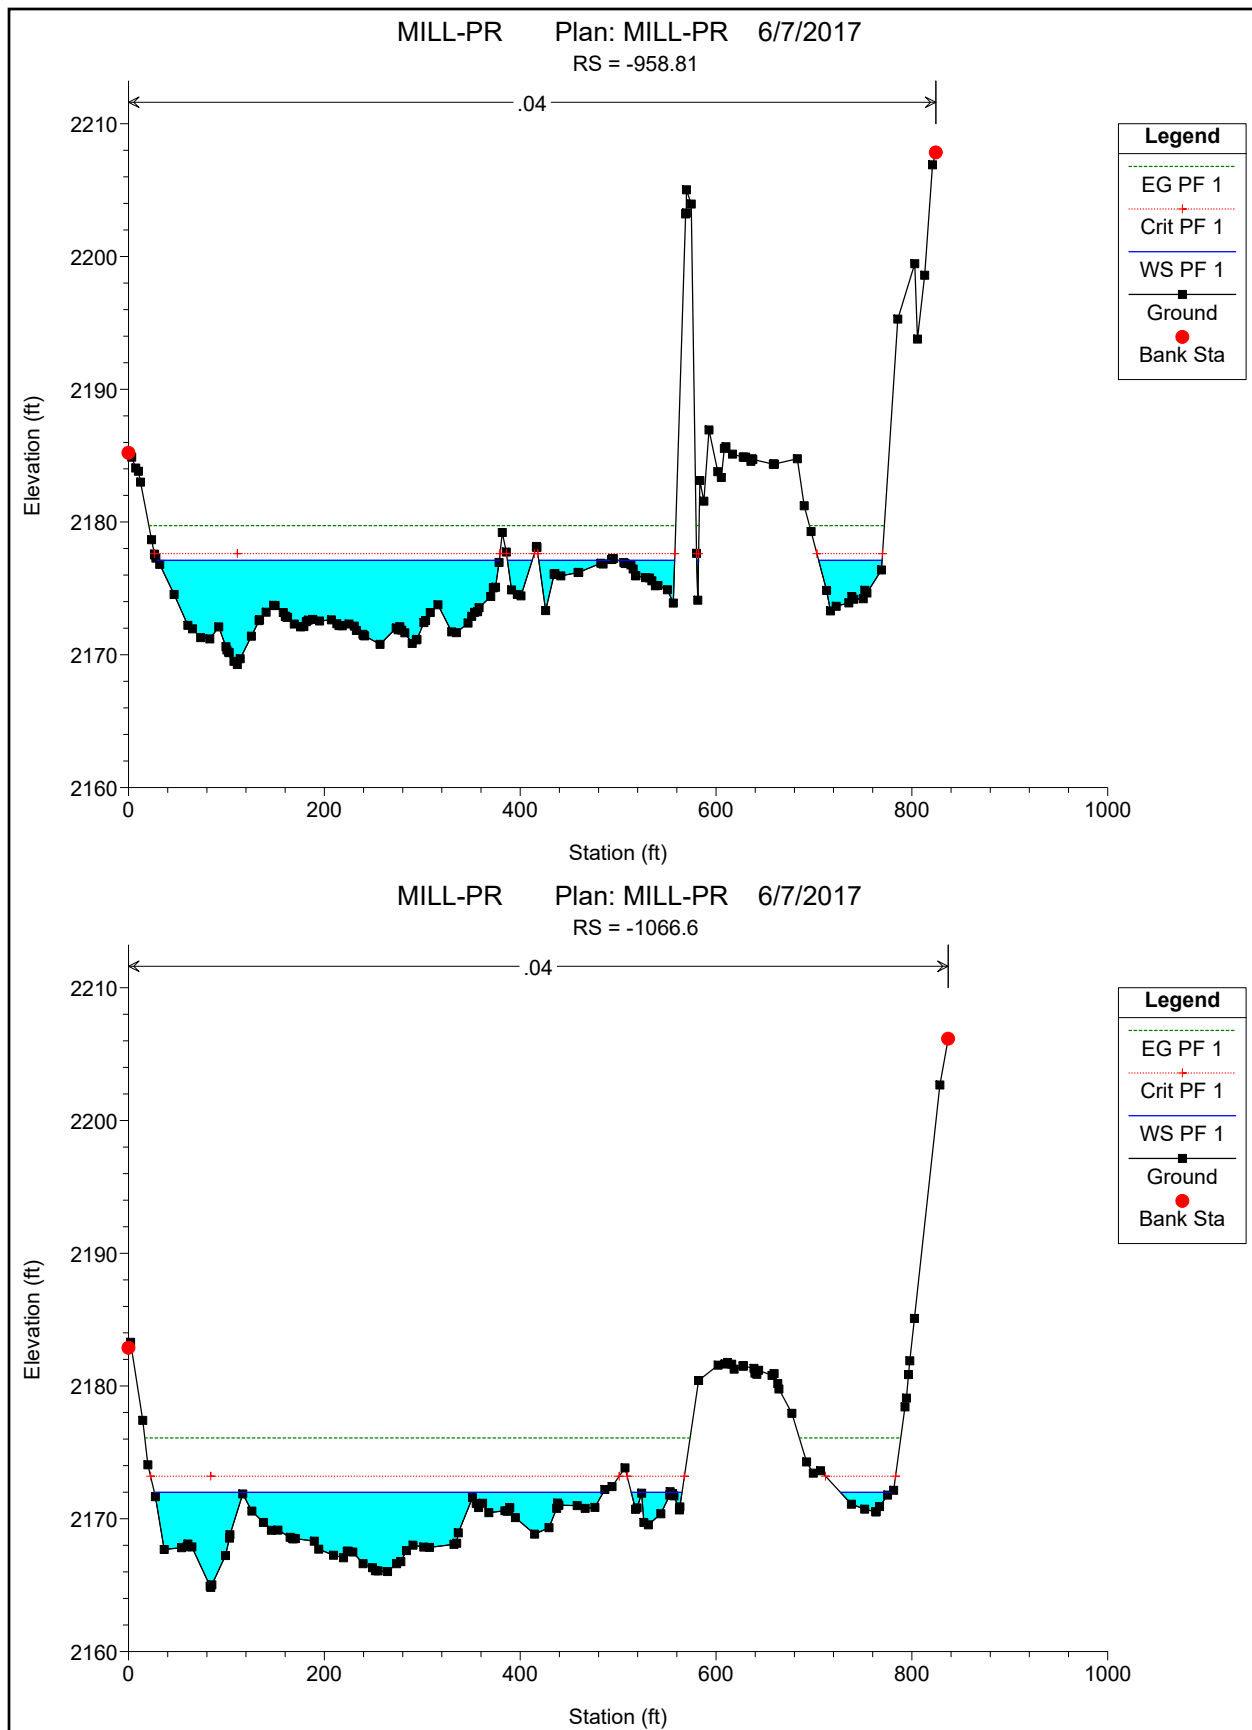 MILL-PR Plan: MILL-PR 6/7/2017
RS = -958.81
.04
2210
2200
2190
2180
2170
2160
Elevation (ft)
0 200 400 600 800 1000
Station (ft)
Legend
EG PF 1
Crit PF 1
WS PF 1
Ground
Bank Sta
MILL-PR Plan: MILL-PR 6/7/2017
RS = -1066.6
.04
2210
2200
2190
2180
2170
2160
Elevation (ft)
0 200 400 600 800 1000
Station (ft)
Legend
EG PF 1
Crit PF 1
WS PF 1
Ground
Bank Sta